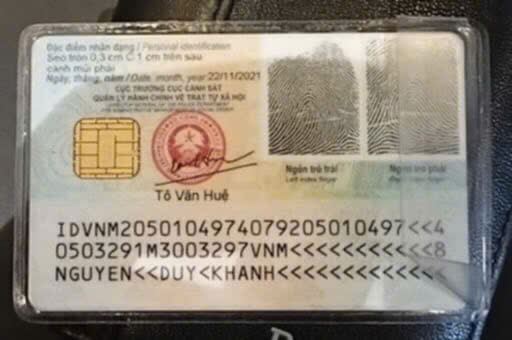 Đặc điểm nhân dạng / Personal identification
Sẹo tròn 0,3 cm C 1 cm trên sau
cánh mũi phải
Ngày, tháng, năm / Date, month, year: 22/11/2021
CỤC TRƯỞNG CỤC CẢNH SÁT
QUẢN LÝ HÀNH CHÍNH VỀ TRẬT TỰ XÃ HỘI
Tô Văn Huệ
Ngón trỏ trái
Left index finger
Ngón trỏ phải
IDVNM2050104974079205010497<<4
0503291M3003297VNM<<<<<<<<<<<8
NGUYEN<<DUY<KHANH<<<<<<<<<<<<<